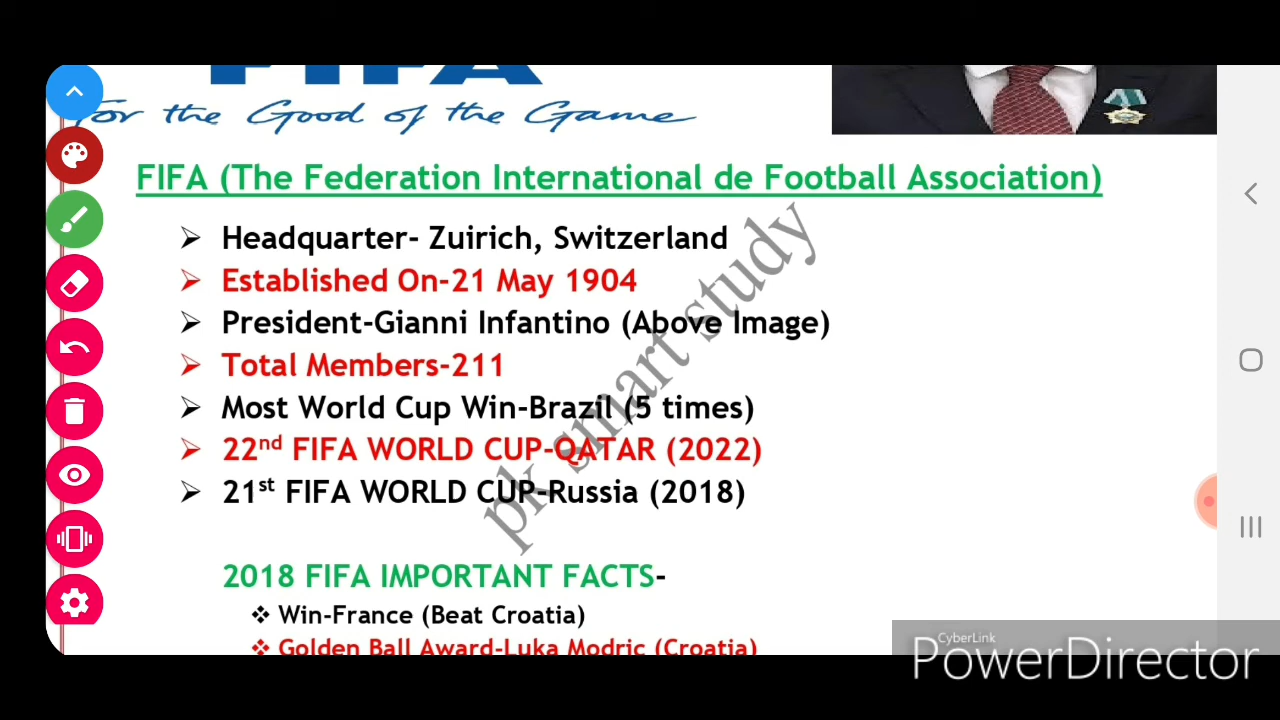 FIFA
For the Good of the Game
FIFA (The Federation International de Football Association)
Headquarter- Zuirich, Switzerland
Established On-21 May 1904
President-Gianni Infantino (Above Image)
Total Members-211
Most World Cup Win-Brazil (5 times)
22nd FIFA WORLD CUP-QATAR (2022)
21st FIFA WORLD CUP-Russia (2018)
pk smart study
2018 FIFA IMPORTANT FACTS-
Win-France (Beat Croatia)
Golden Ball Award-Luka Modric (Croatia)
CyberLink
PowerDirector